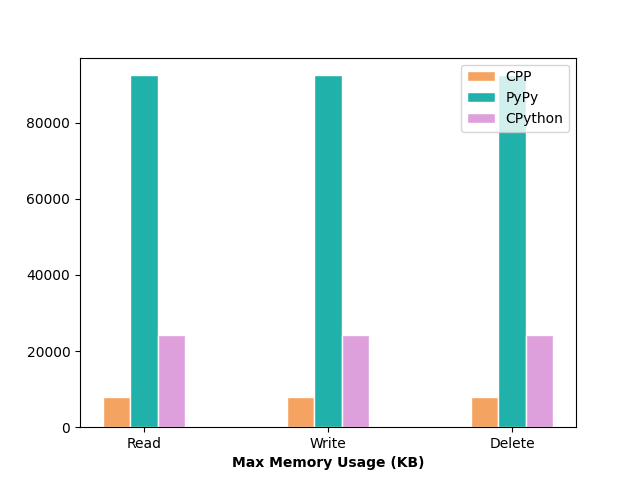 CPP
PyPy
CPython
80000
60000
40000
20000
0
Read Write Delete
Max Memory Usage (KB)